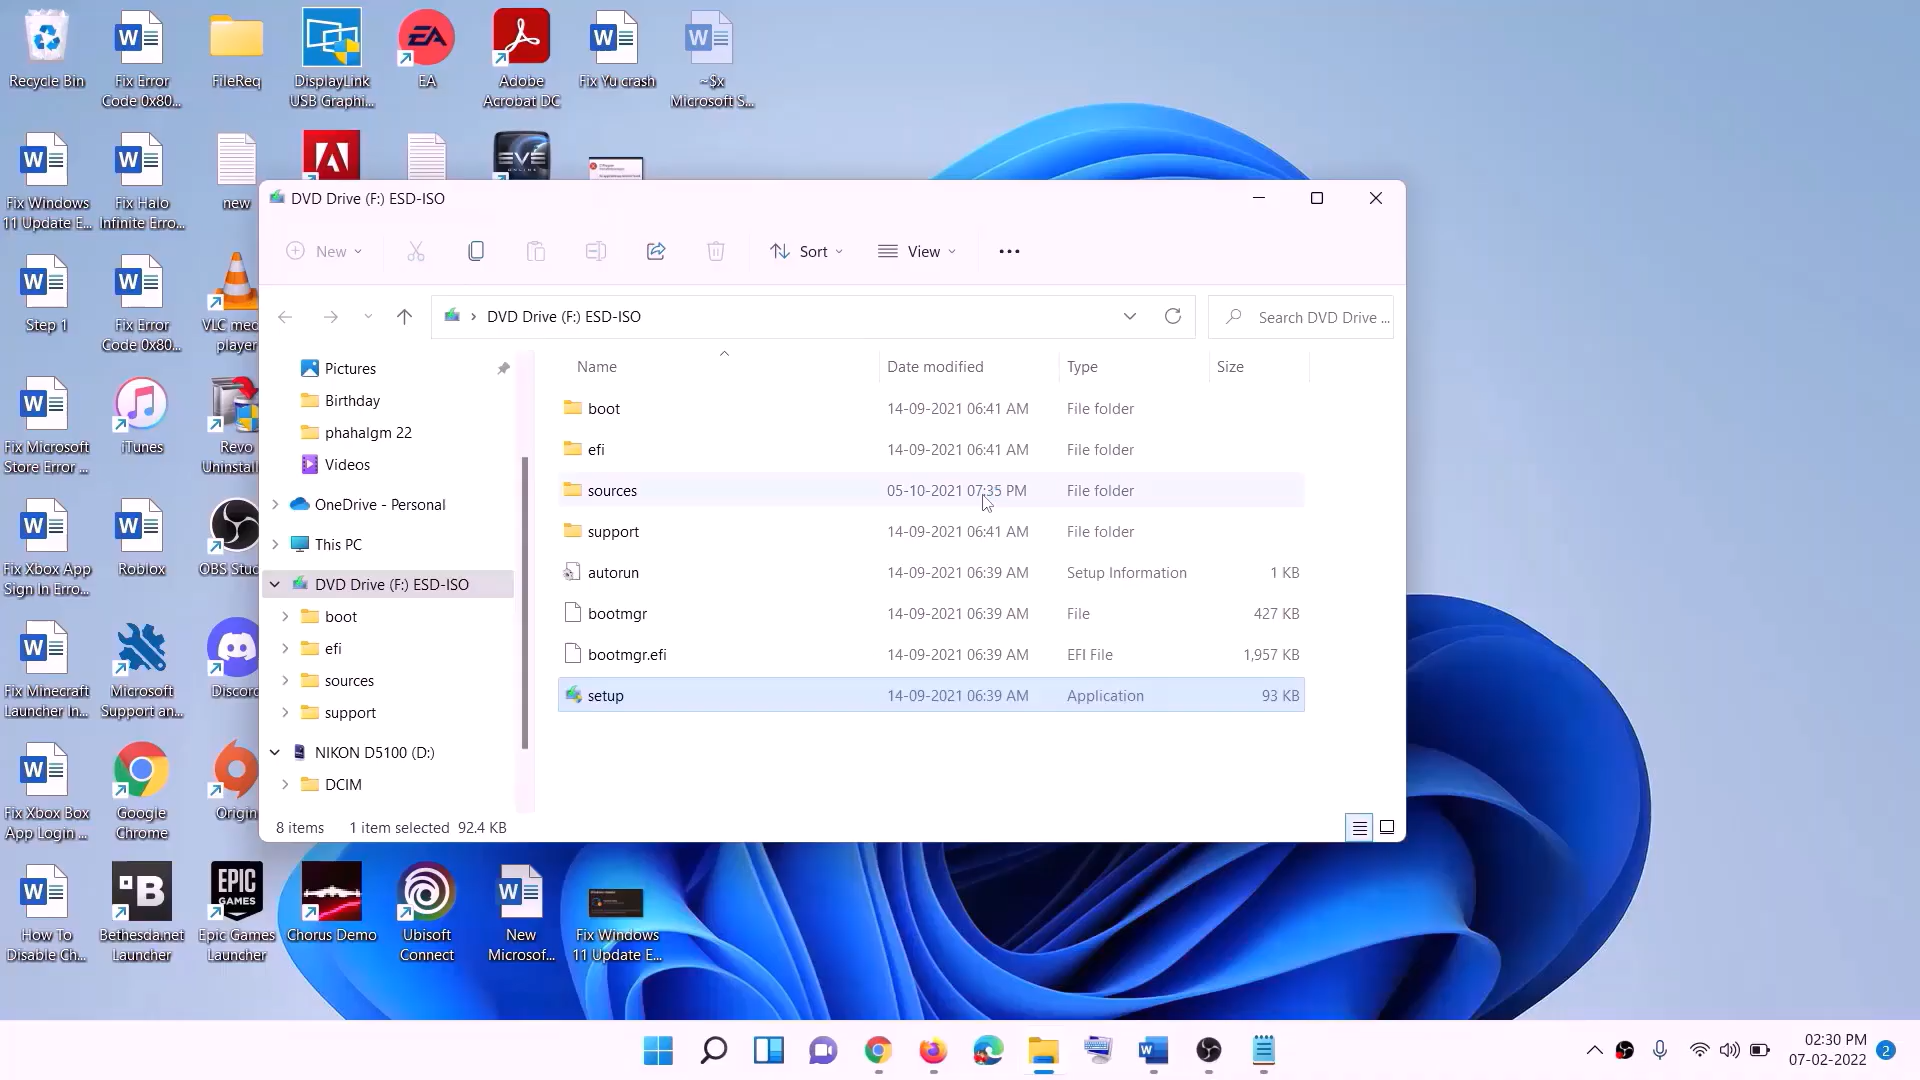 Recycle Bin
Fix Error
Code 0x80...
FileReq
DisplayLink
USB Graphi...
EA
Adobe
Acrobat DC
Fix Yu crash
~$x
Microsoft S...
Fix Windows
11 Update E...
Fix Halo
Infinite Erro...
new
EVE
ONLINE
Step 1
Fix Error
Code 0x80...
VLC med
player
Fix Microsoft
Store Error ...
iTunes
Revo
Uninstall
Fix Xbox App
Sign In Erro...
Roblox
OBS Stud
Fix Minecraft
Launcher In...
Microsoft
Support an...
Discord
Fix Xbox Box
App Login ...
Google
Chrome
Origin
How To
Disable Ch...
Bethesda.net
Launcher
EPIC
GAMES
Epic Games
Launcher
Chorus Demo
Ubisoft
Connect
New
Microsof...
Fix Windows
11 Update E...
DVD Drive (F:) ESD-ISO
New
Sort
View
DVD Drive (F:) ESD-ISO
Search DVD Drive ...
Pictures
Birthday
phahalgm 22
Videos
OneDrive - Personal
This PC
DVD Drive (F:) ESD-ISO
boot
efi
sources
support
NIKON D5100 (D:)
DCIM
Name Date modified Type Size
boot 14-09-2021 06:41 AM File folder
efi 14-09-2021 06:41 AM File folder
sources 05-10-2021 07:35 PM File folder
support 14-09-2021 06:41 AM File folder
autorun 14-09-2021 06:39 AM Setup Information 1 KB
bootmgr 14-09-2021 06:39 AM File 427 KB
bootmgr.efi 14-09-2021 06:39 AM EFI File 1,957 KB
setup 14-09-2021 06:39 AM Application 93 KB
8 items 1 item selected 92.4 KB
02:30 PM
07-02-2022
2